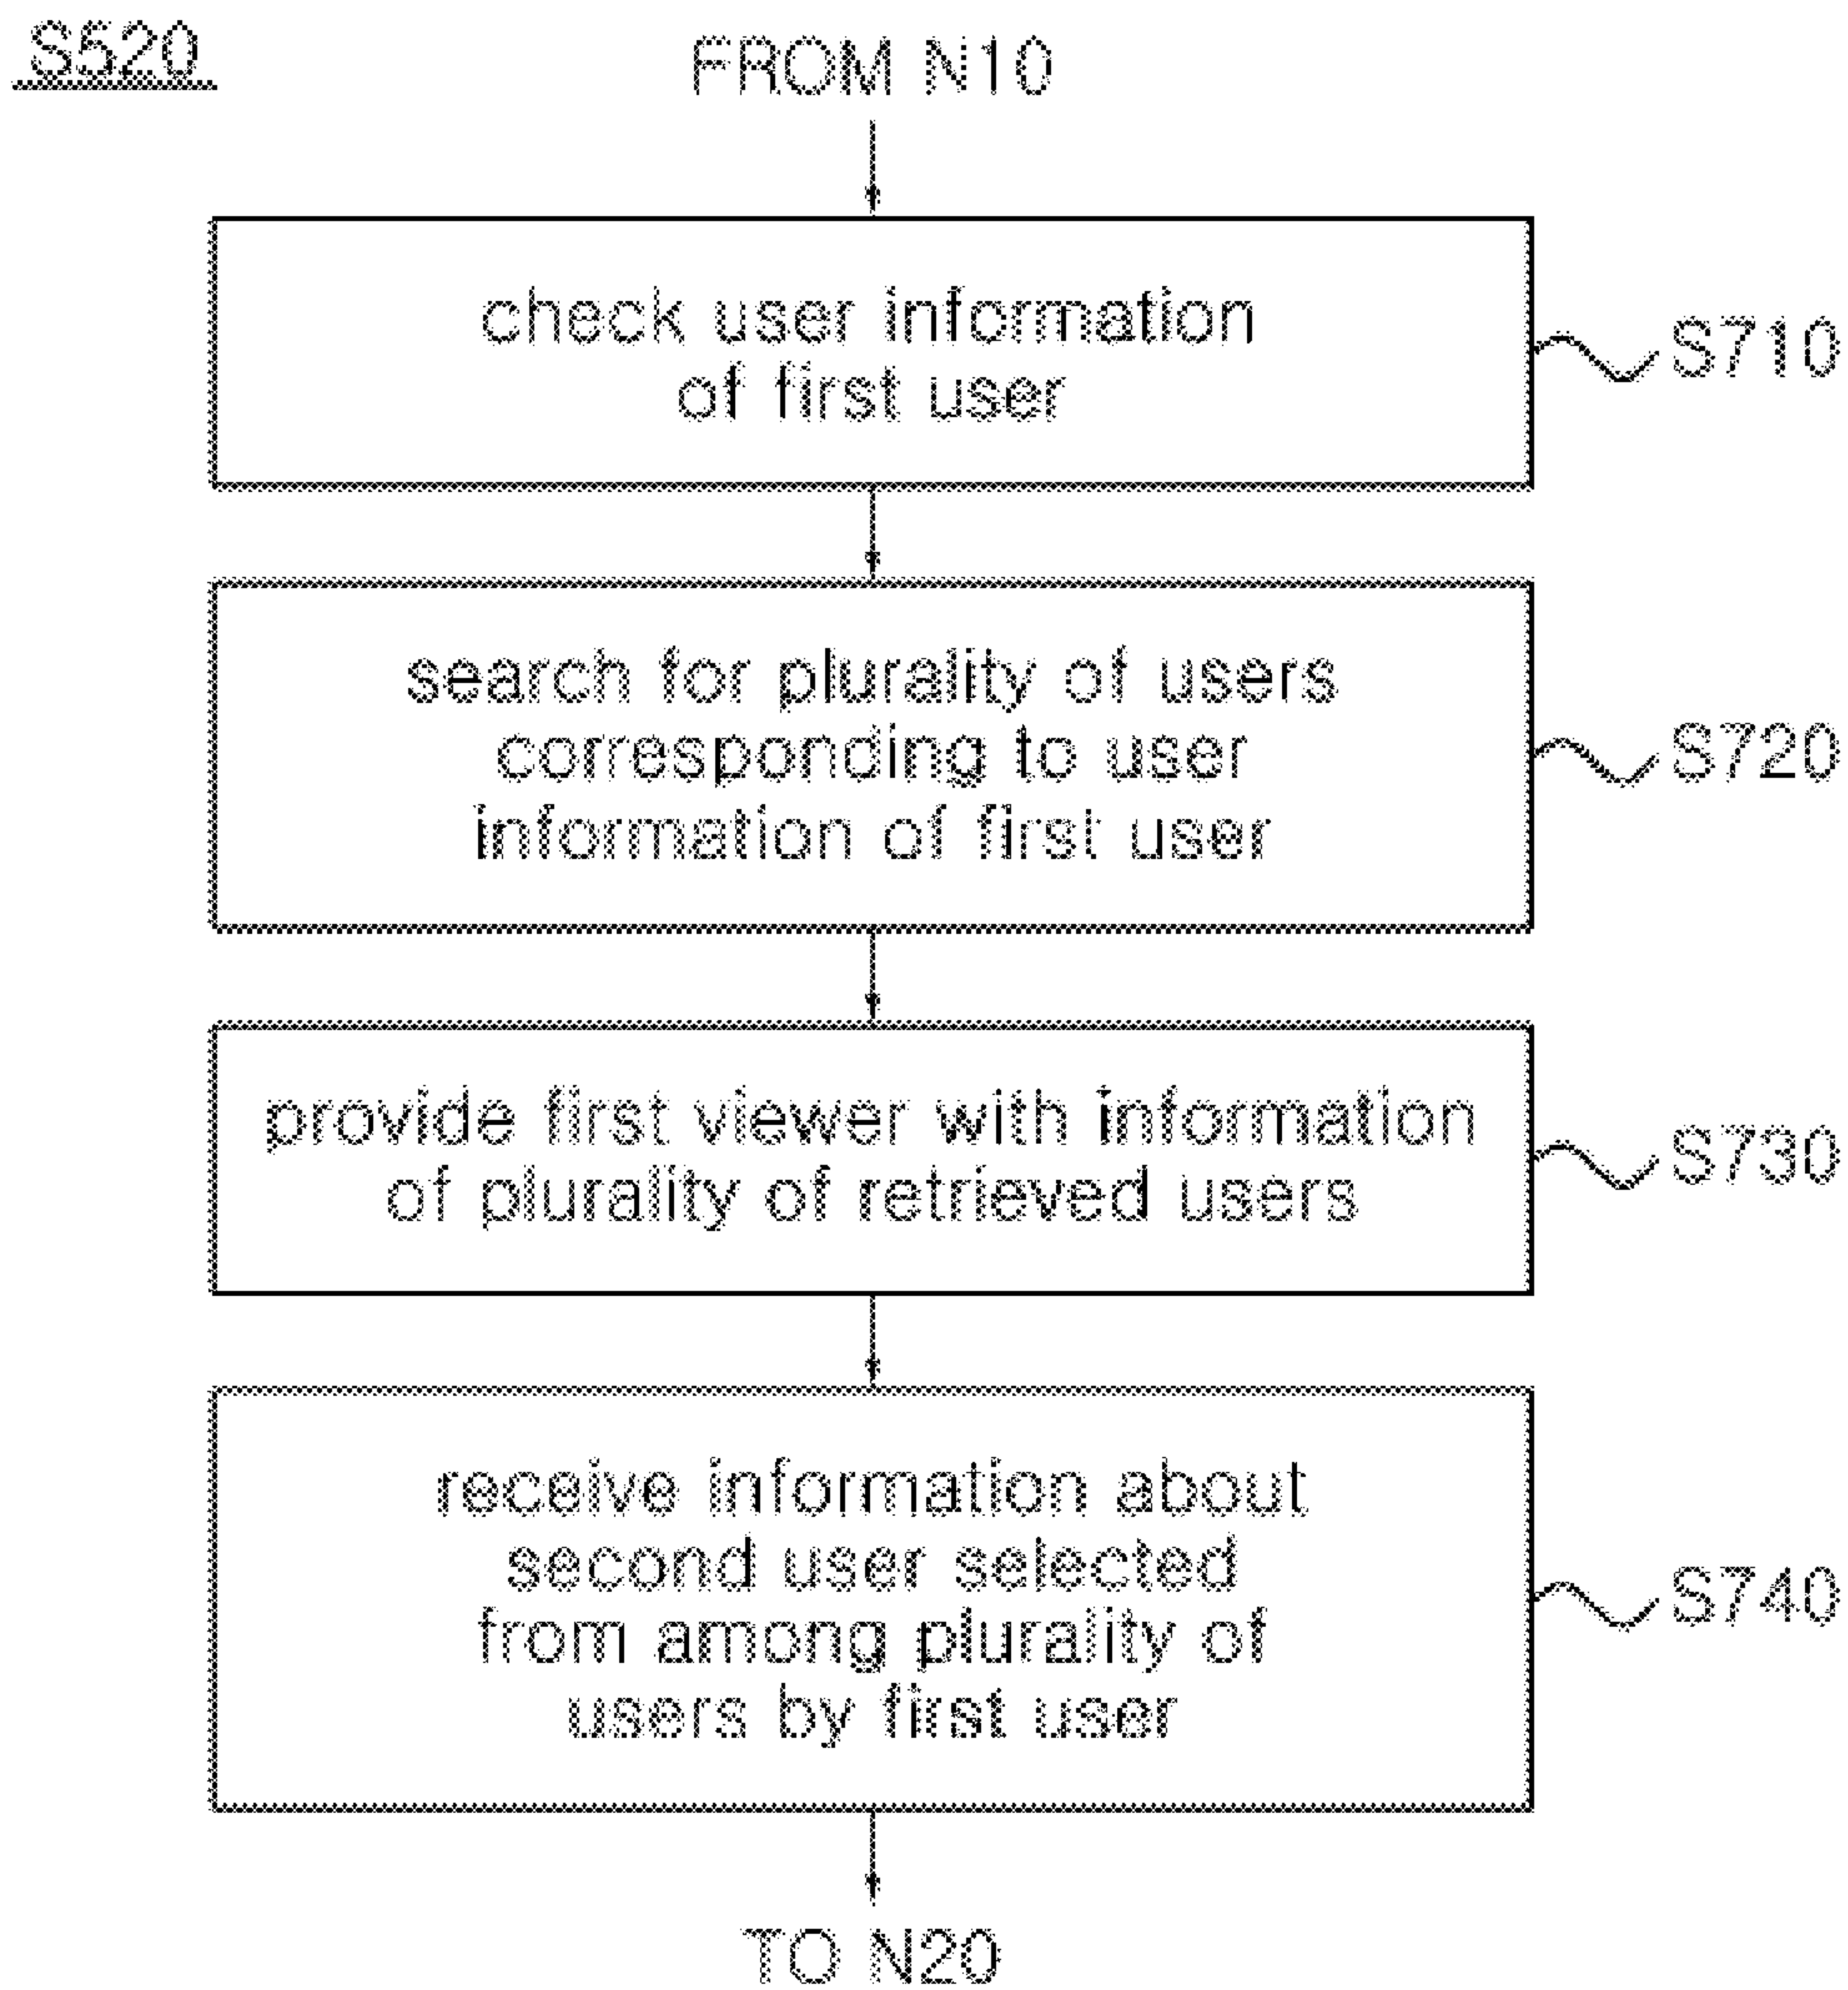 S520
FROM N10
check user information
of first user
S710
search for plurality of users
corresponding to user
information of first user
S720
provide first viewer with information
of plurality of retrieved users
S730
receive information about
second user selected
from among plurality of
users by first user
S740
TO N20